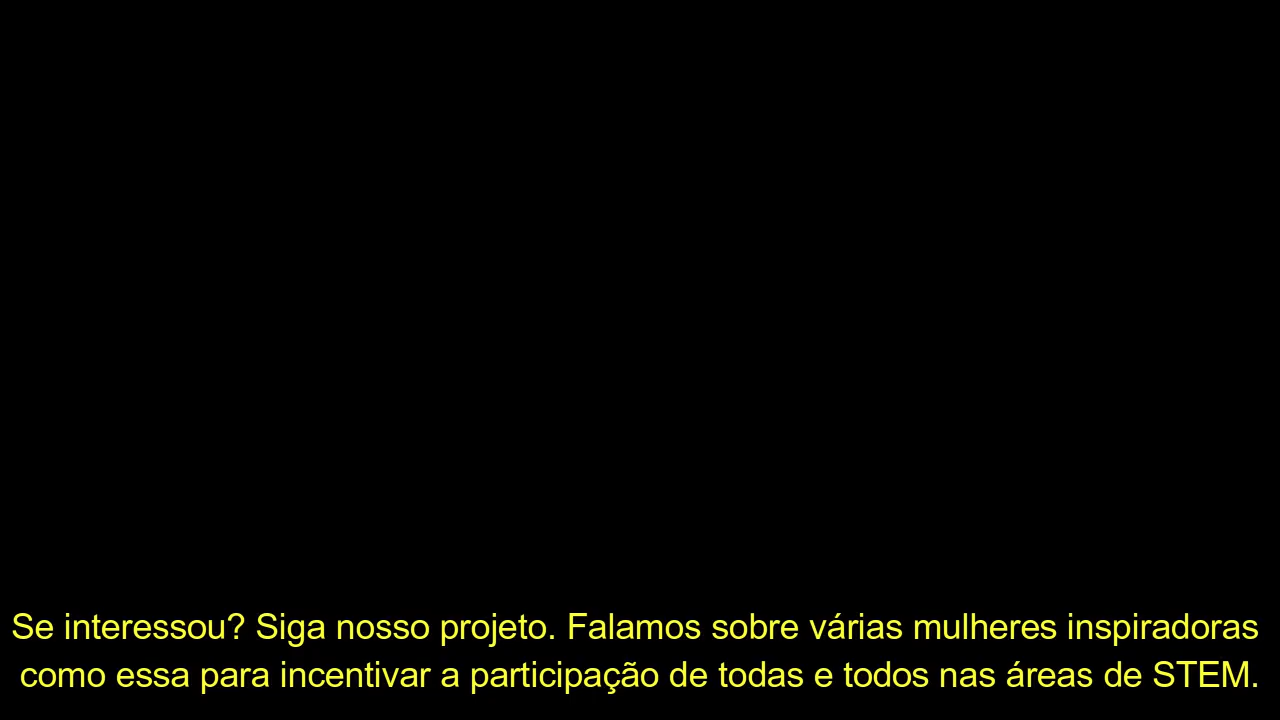 Se interessou? Siga nosso projeto. Falamos sobre várias mulheres inspiradoras
como essa para incentivar a participação de todas e todos nas áreas de STEM.